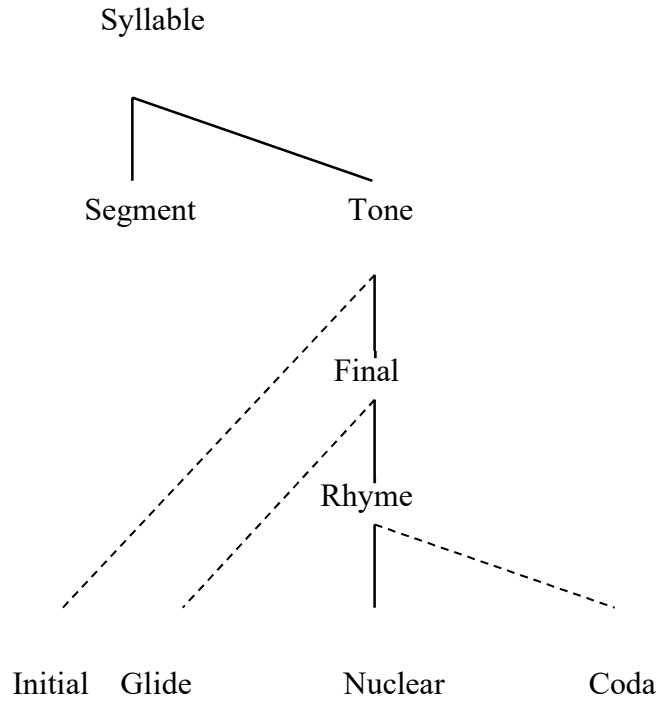 Syllable
Segment Tone
Final
Rhyme
Initial Glide Nuclear Coda